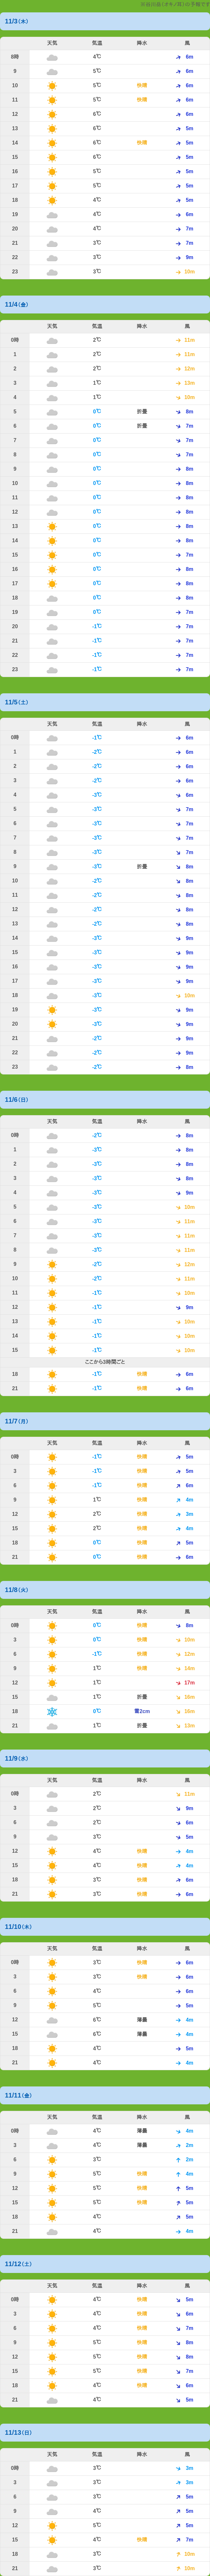 11/3(木)
天気 気温 降水 風
8時 4℃ 6m
9 5℃ 6m
10 5℃ 快晴 6m
11 5℃ 快晴 6m
12 6℃ 6m
13 6℃ 5m
14 6℃ 快晴 5m
15 6℃ 5m
16 5℃ 5m
17 5℃ 5m
18 4℃ 5m
19 4℃ 6m
20 4℃ 7m
21 3℃ 7m
22 3℃ 9m
23 3℃ 10m
11/4(金)
天気 気温 降水 風
0時 2℃ 11m
1 2℃ 11m
2 2℃ 12m
3 1℃ 13m
4 1℃ 10m
5 0℃ 折曇 8m
6 0℃ 折曇 7m
7 0℃ 7m
8 0℃ 7m
9 0℃ 8m
10 0℃ 8m
11 0℃ 8m
12 0℃ 8m
13 0℃ 8m
14 0℃ 8m
15 0℃ 7m
16 0℃ 8m
17 0℃ 8m
18 0℃ 8m
19 0℃ 7m
20 -1℃ 7m
21 -1℃ 7m
22 -1℃ 7m
23 -1℃ 7m
11/5(土)
天気 気温 降水 風
0時 -1℃ 6m
1 -2℃ 6m
2 -2℃ 6m
3 -2℃ 6m
4 -3℃ 6m
5 -3℃ 7m
6 -3℃ 7m
7 -3℃ 7m
8 -3℃ 7m
9 -3℃ 折曇 8m
10 -2℃ 8m
11 -2℃ 8m
12 -2℃ 8m
13 -2℃ 8m
14 -3℃ 9m
15 -3℃ 9m
16 -3℃ 9m
17 -3℃ 9m
18 -3℃ 10m
19 -3℃ 9m
20 -3℃ 9m
21 -2℃ 9m
22 -2℃ 9m
23 -2℃ 8m
11/6(日)
天気 気温 降水 風
0時 -2℃ 8m
1 -3℃ 8m
2 -3℃ 8m
3 -3℃ 8m
4 -3℃ 9m
5 -3℃ 10m
6 -3℃ 11m
7 -3℃ 11m
8 -3℃ 11m
9 -2℃ 12m
10 -2℃ 11m
11 -1℃ 10m
12 -1℃ 9m
13 -1℃ 10m
14 -1℃ 10m
15 -1℃ 10m
ここから3時間ごと
18 -1℃ 快晴 6m
21 -1℃ 快晴 6m
11/7(月)
天気 気温 降水 風
0時 -1℃ 快晴 5m
3 -1℃ 快晴 5m
6 -1℃ 快晴 6m
9 1℃ 快晴 4m
12 2℃ 快晴 3m
15 2℃ 快晴 4m
18 0℃ 快晴 5m
21 0℃ 快晴 6m
11/8(火)
天気 気温 降水 風
0時 0℃ 快晴 8m
3 0℃ 快晴 10m
6 -1℃ 快晴 12m
9 1℃ 快晴 14m
12 1℃ 17m
15 1℃ 折曇 16m
18 0℃ 雪2cm 16m
21 1℃ 折曇 13m
11/9(水)
天気 気温 降水 風
0時 2℃ 11m
3 2℃ 9m
6 2℃ 6m
9 3℃ 5m
12 4℃ 快晴 4m
15 4℃ 快晴 4m
18 3℃ 快晴 6m
21 3℃ 快晴 6m
11/10(木)
天気 気温 降水 風
0時 3℃ 快晴 6m
3 3℃ 快晴 6m
6 4℃ 6m
9 5℃ 5m
12 6℃ 薄曇 4m
15 6℃ 薄曇 4m
18 4℃ 5m
21 4℃ 4m
11/11(金)
天気 気温 降水 風
0時 4℃ 薄曇 4m
3 4℃ 薄曇 2m
6 3℃ 2m
9 5℃ 快晴 4m
12 5℃ 快晴 5m
15 5℃ 快晴 5m
18 4℃ 5m
21 4℃ 4m
11/12(土)
天気 気温 降水 風
0時 4℃ 快晴 5m
3 4℃ 快晴 6m
6 4℃ 快晴 7m
9 5℃ 快晴 8m
12 5℃ 快晴 8m
15 5℃ 快晴 7m
18 4℃ 快晴 6m
21 4℃ 5m
11/13(日)
天気 気温 降水 風
0時 3℃ 3m
3 3℃ 3m
6 3℃ 5m
9 4℃ 5m
12 5℃ 5m
15 4℃ 快晴 7m
18 3℃ 10m
21 3℃ 10m